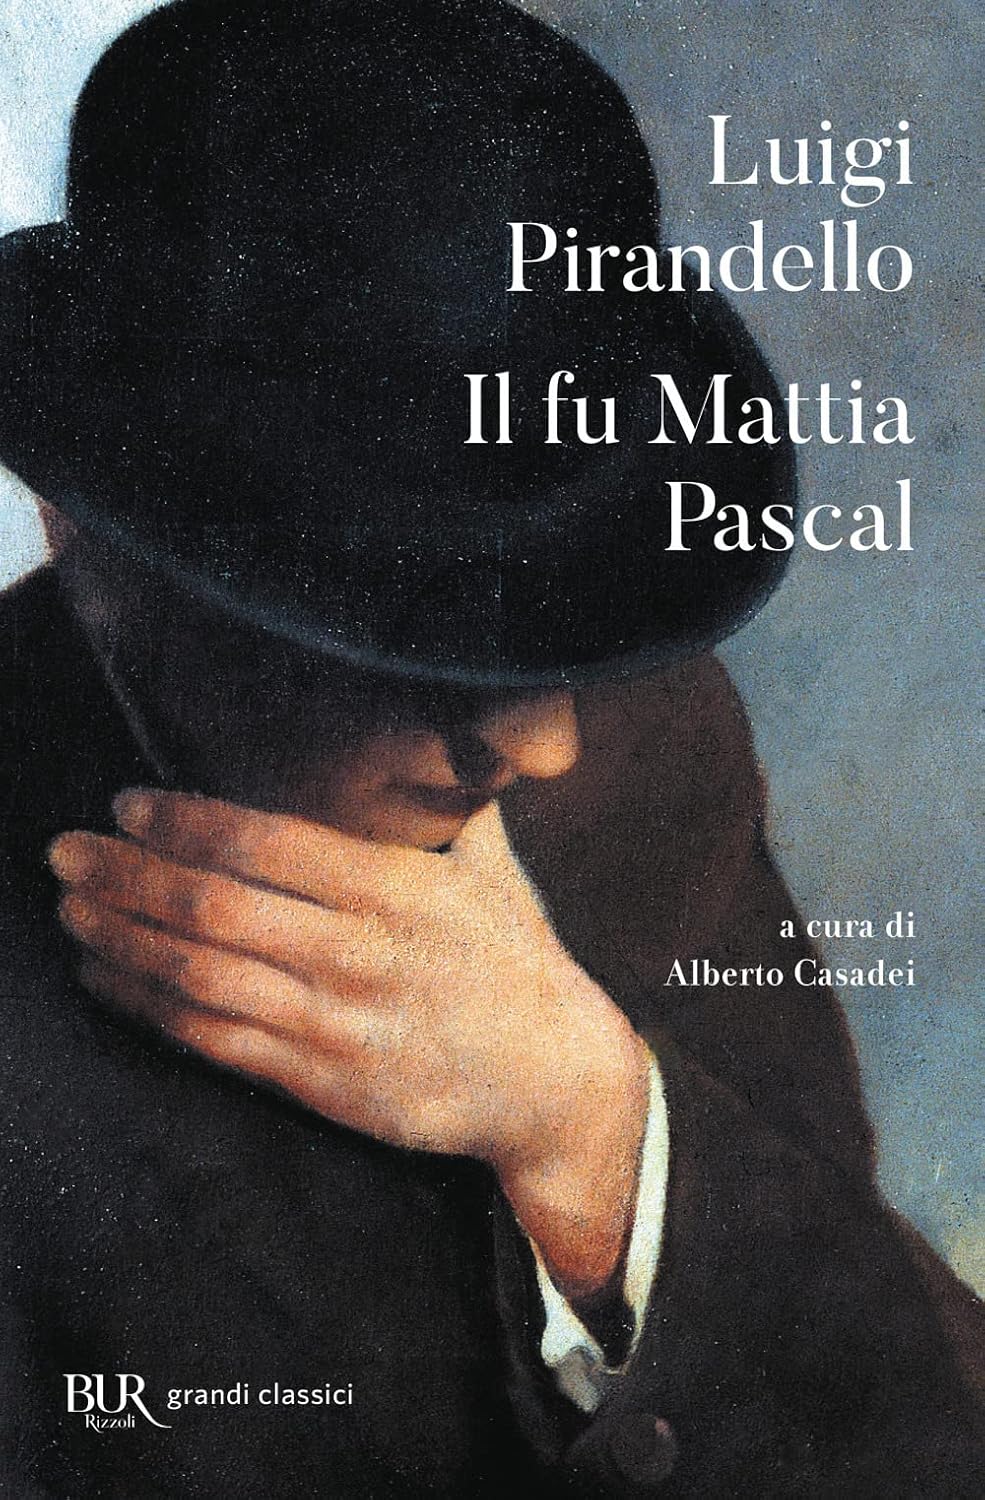 Luigi
Pirandello
Il fu Mattia
Pascal
a cura di
Alberto Casadei
BUR grandi classici
Rizzoli